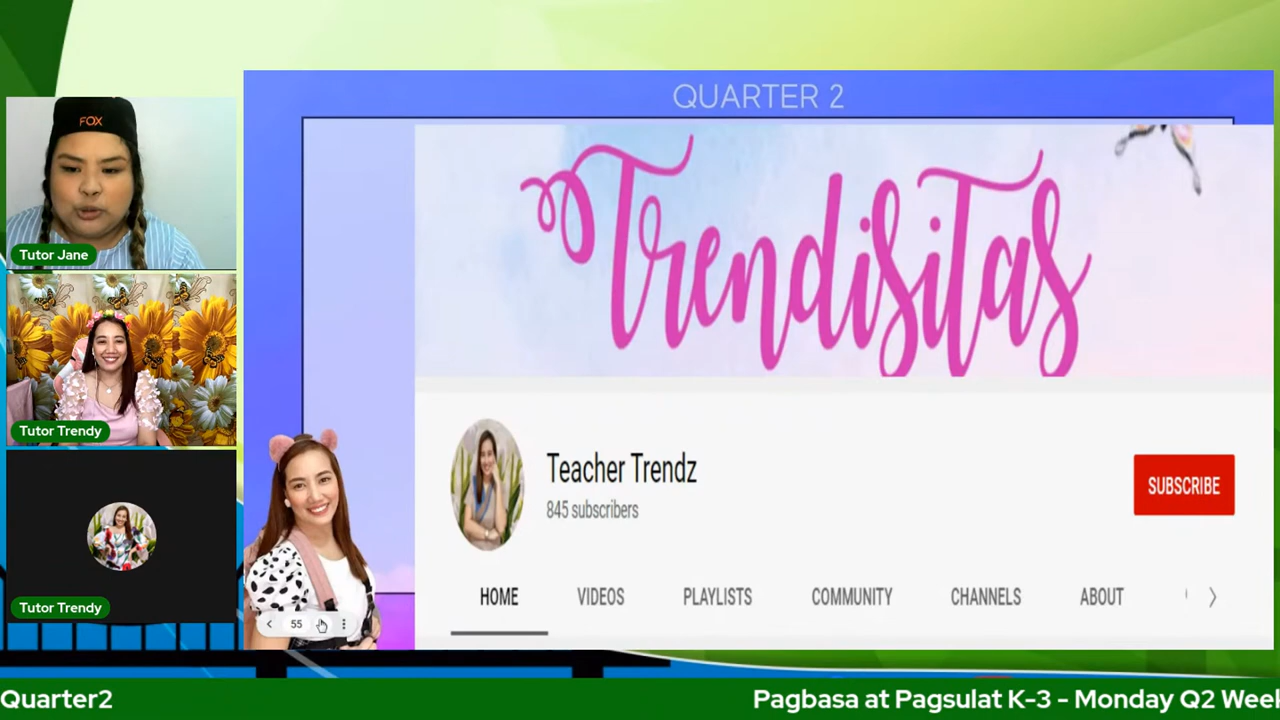 QUARTER 2
FOX
Tutor Jane
Tutor Trendy
Tutor Trendy
Trendisitas
Teacher Trendz
845 subscribers
SUBSCRIBE
HOME VIDEOS PLAYLISTS COMMUNITY CHANNELS ABOUT
55
Quarter2 Pagbasa at Pagsulat K-3 - Monday Q2 Week